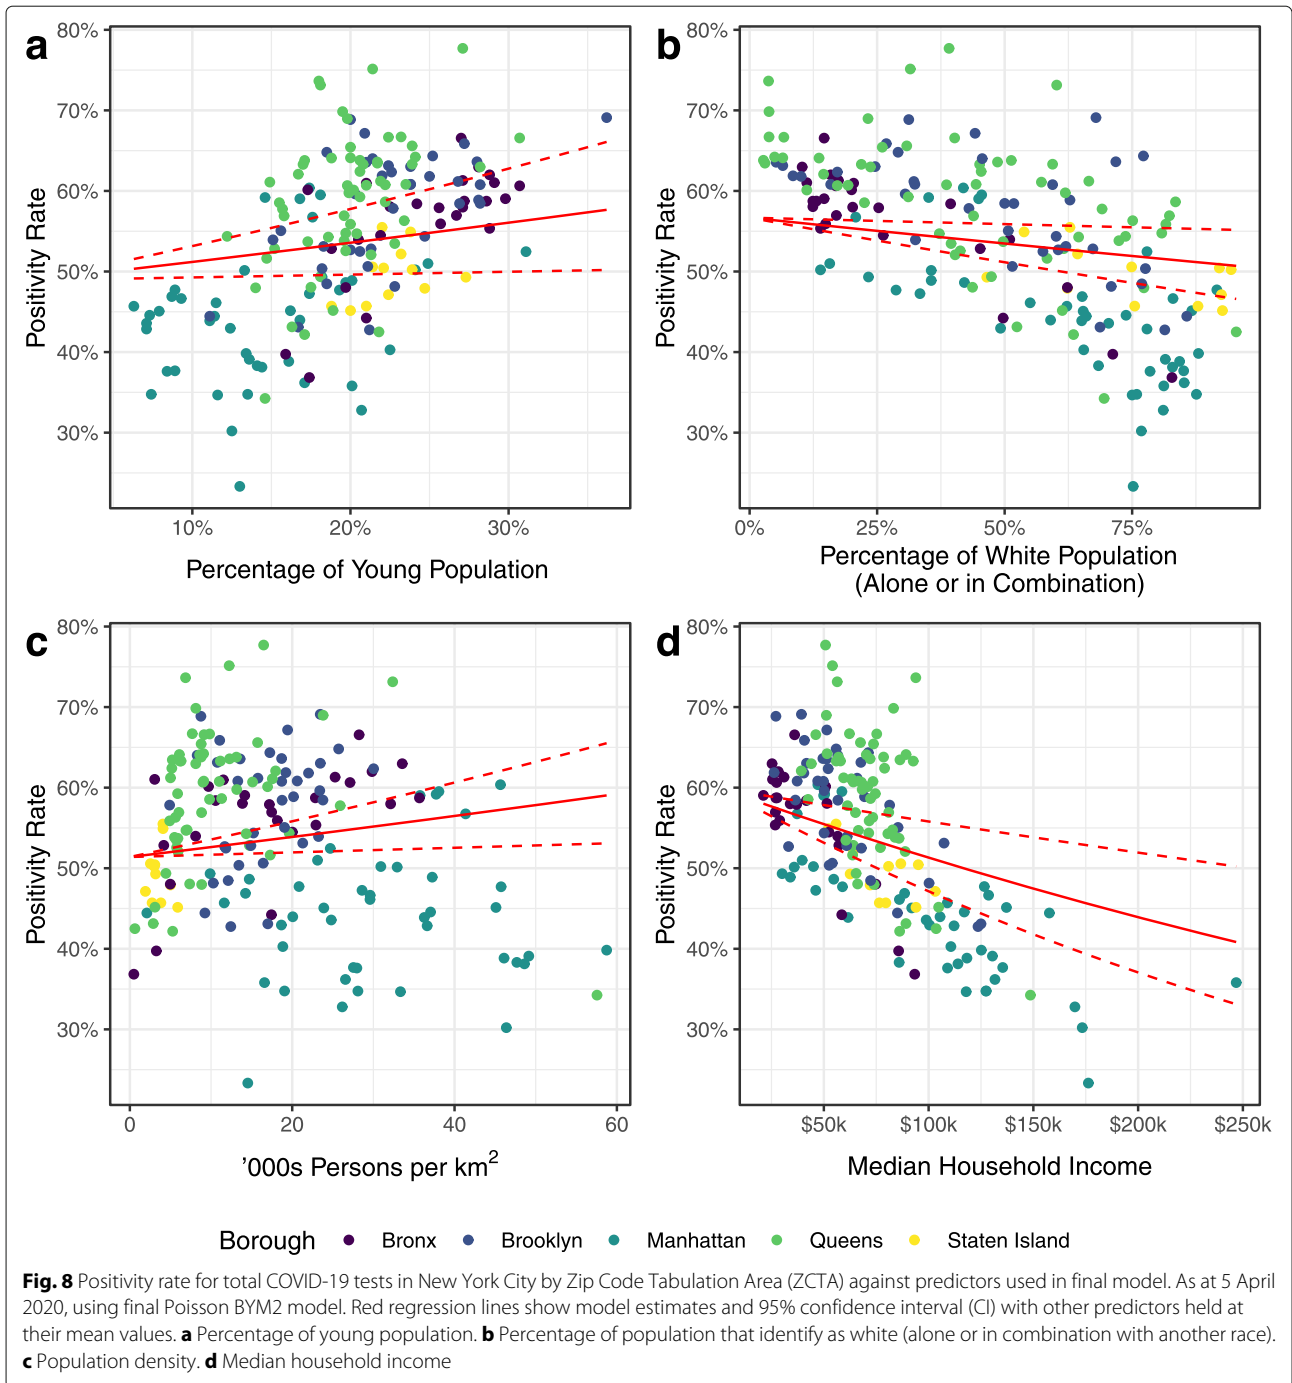 a
80%
70%
60%
50%
40%
30%
Positivity Rate
10%
20%
30%
Percentage of Young Population
b
80%
70%
60%
50%
40%
30%
Positivity Rate
0%
25%
50%
75%
Percentage of White Population
(Alone or in Combination)
c
80%
70%
60%
50%
40%
30%
Positivity Rate
0
20
40
60
'000s Persons per km²
d
80%
70%
60%
50%
40%
30%
Positivity Rate
$50k
$100k
$150k
$200k
$250k
Median Household Income
Borough Bronx Brooklyn Manhattan Queens Staten Island
Fig. 8 Positivity rate for total COVID-19 tests in New York City by Zip Code Tabulation Area (ZCTA) against predictors used in final model. As at 5 April
2020, using final Poisson BYM2 model. Red regression lines show model estimates and 95% confidence interval (CI) with other predictors held at
their mean values. a Percentage of young population. b Percentage of population that identify as white (alone or in combination with another race).
c Population density. d Median household income